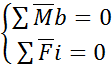 ∑ M̅b = 0
∑ F̅i = 0